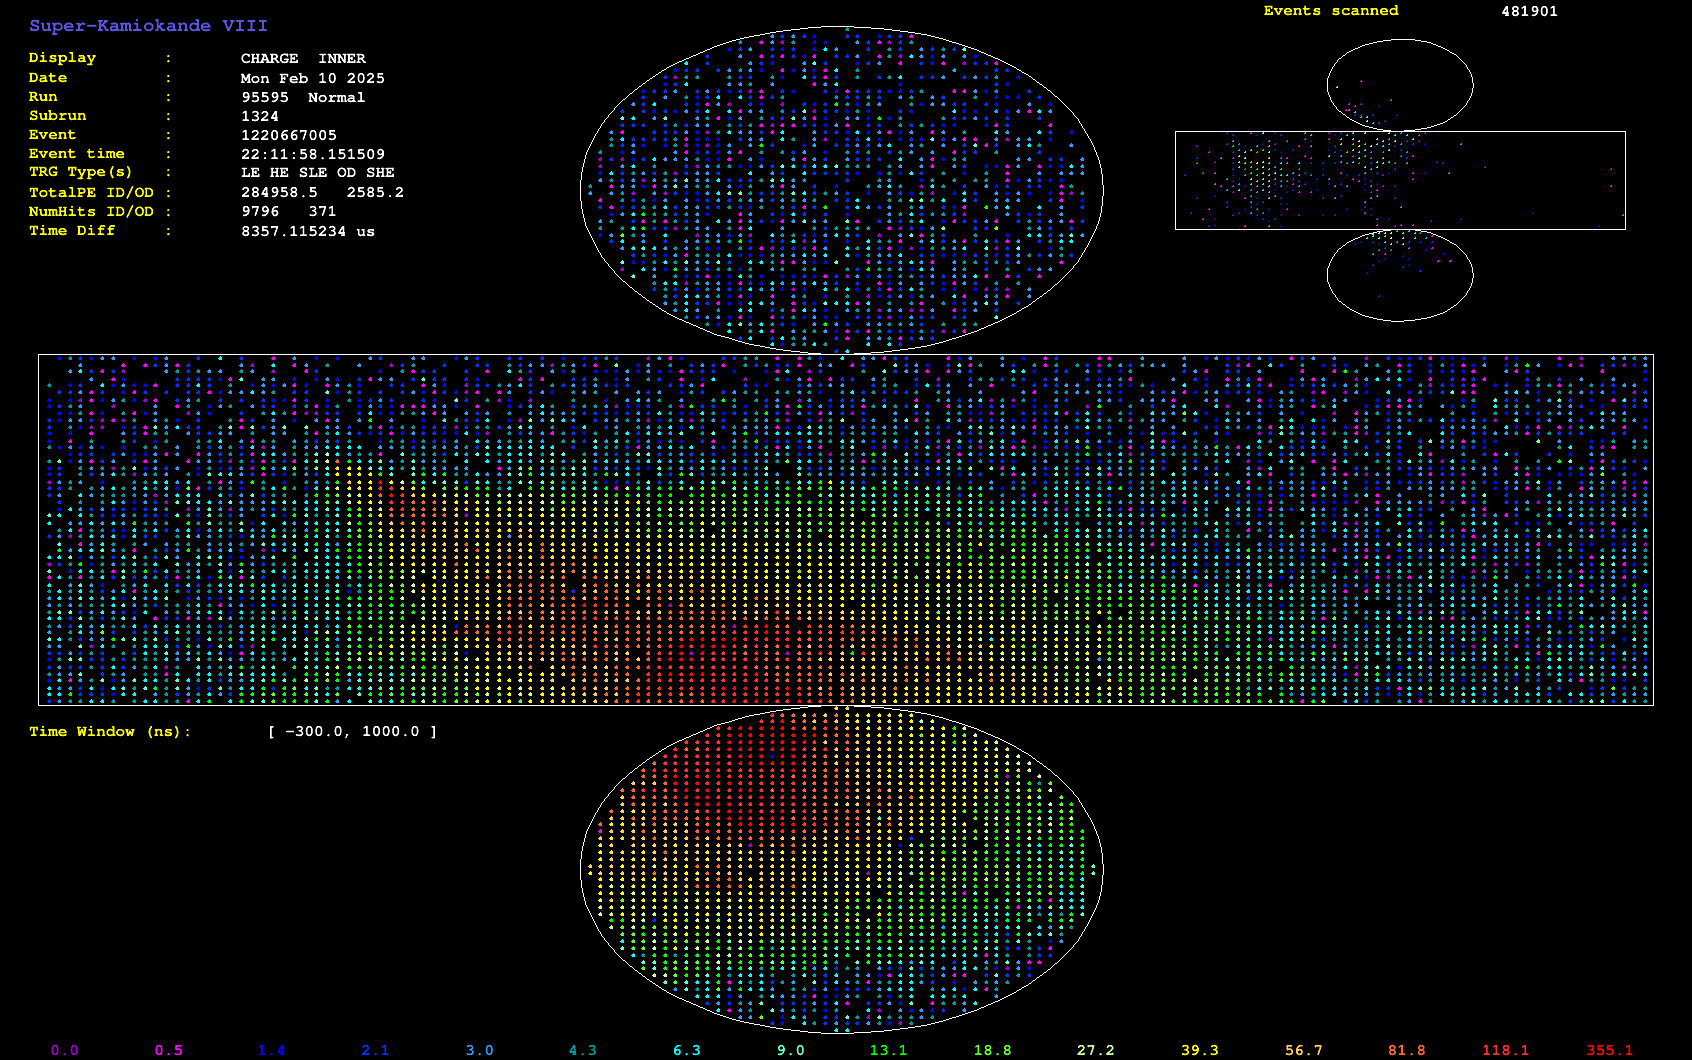 Super-Kamiokande VIII
Events scanned 481901
Display : CHARGE INNER
Date : Mon Feb 10 2025
Run : 95595 Normal
Subrun : 1324
Event : 1220667005
Event time : 22:11:58.151509
TRG Type(s) : LE HE SLE OD SHE
TotalPE ID/OD : 284958.5 2585.2
NumHits ID/OD : 9796 371
Time Diff : 8357.115234 us
Time Window (ns): [ -300.0, 1000.0 ]
0.0 0.5 1.4 2.1 3.0 4.3 6.3 9.0 13.1 18.8 27.2 39.3 56.7 81.8 118.1 355.1